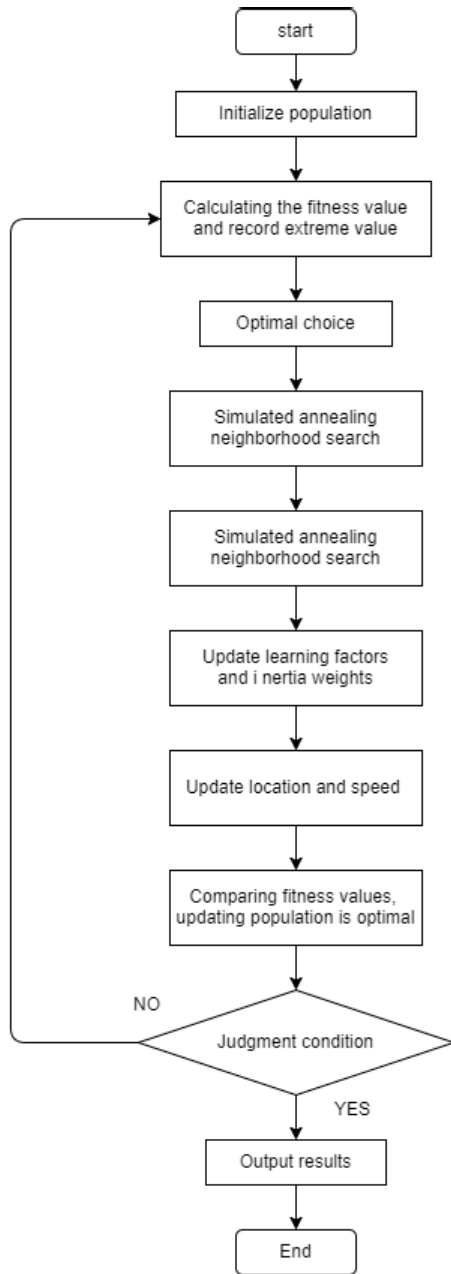 start
Initialize population
Calculating the fitness value
and record extreme value
Optimal choice
Simulated annealing
neighborhood search
Simulated annealing
neighborhood search
Update learning factors
and i nertia weights
Update location and speed
Comparing fitness values,
updating population is optimal
NO
Judgment condition
YES
Output results
End